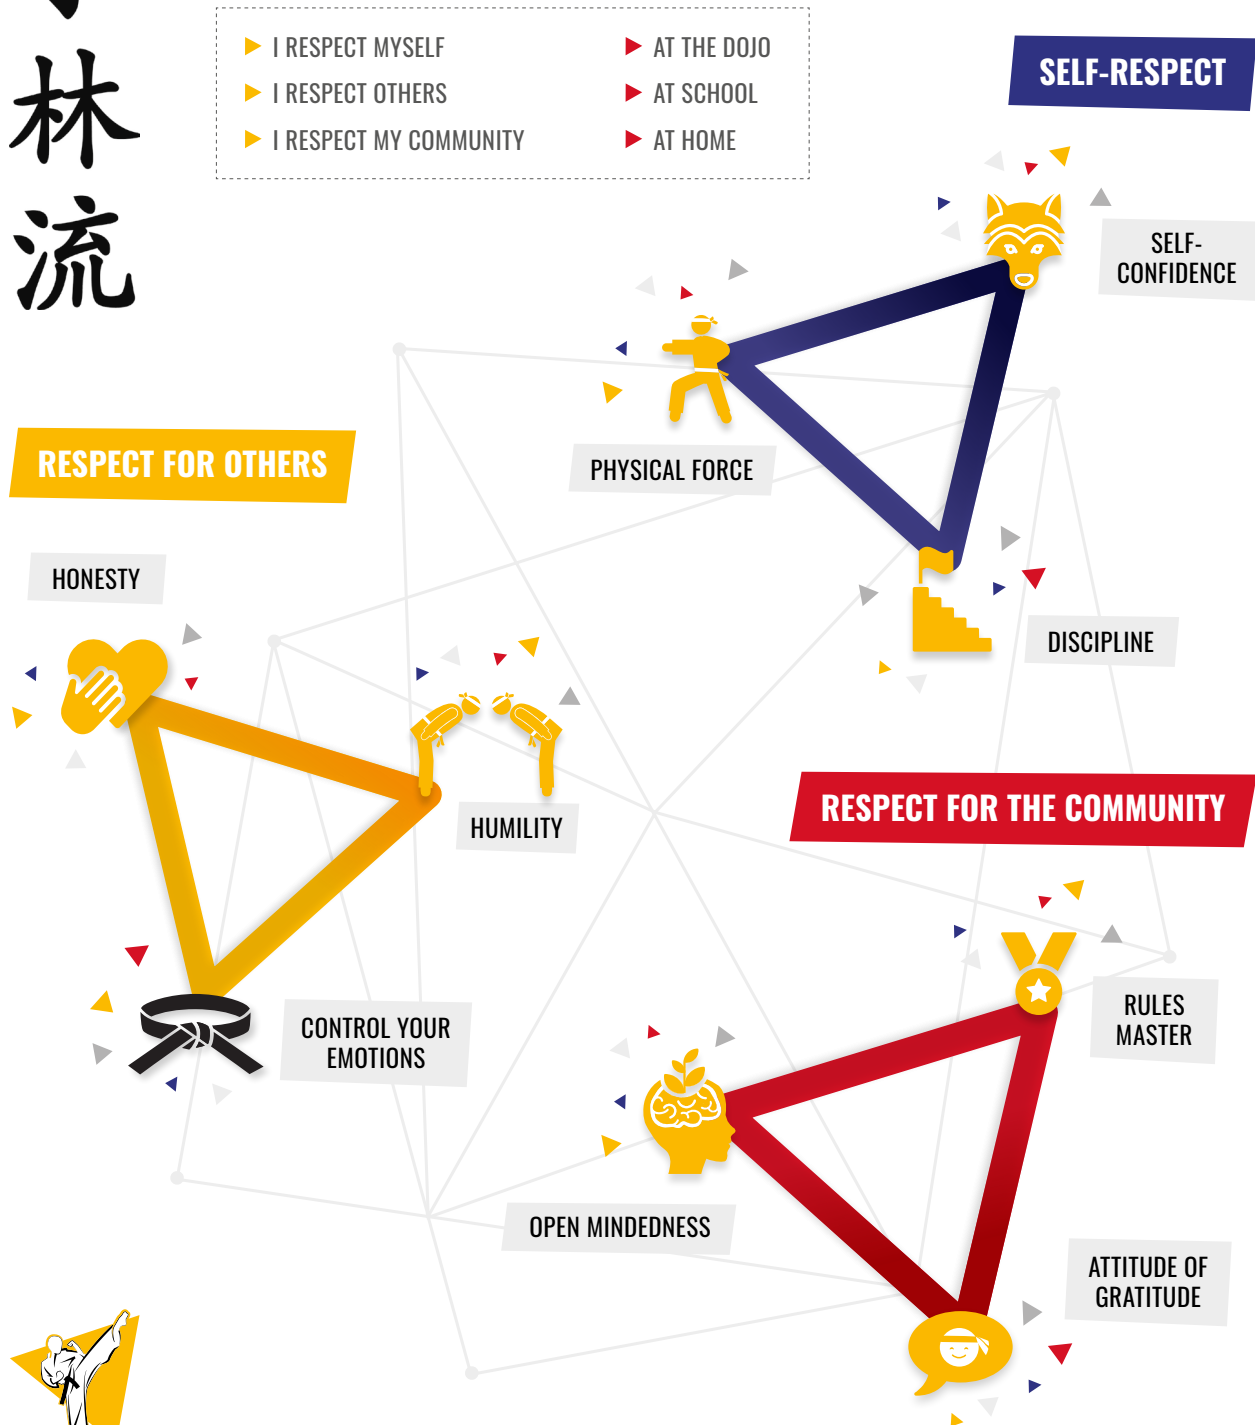 林
流
I RESPECT MYSELF
I RESPECT OTHERS
I RESPECT MY COMMUNITY
AT THE DOJO
AT SCHOOL
AT HOME
SELF-RESPECT
SELF-
CONFIDENCE
PHYSICAL FORCE
DISCIPLINE
RESPECT FOR OTHERS
HONESTY
HUMILITY
CONTROL YOUR
EMOTIONS
RESPECT FOR THE COMMUNITY
RULES
MASTER
OPEN MINDEDNESS
ATTITUDE OF
GRATITUDE